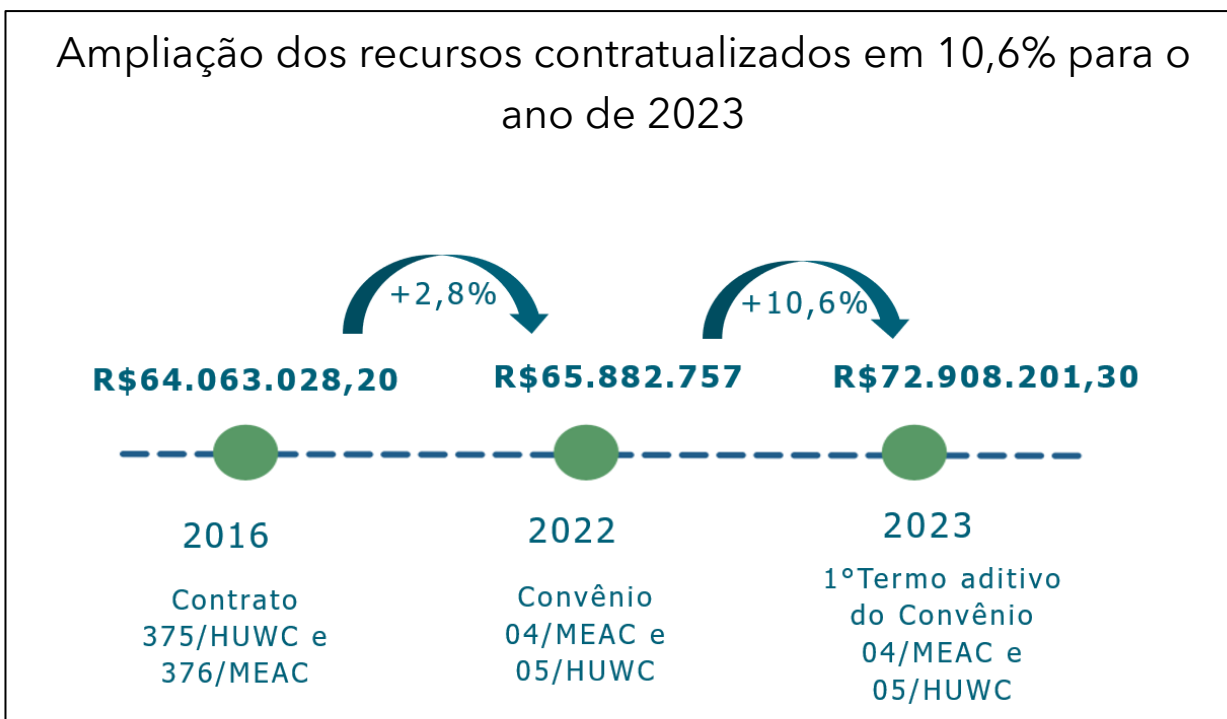 Ampliação dos recursos contratualizados em 10,6% para o
ano de 2023
+2,8%
+10,6%
R$64.063.028,20
R$65.882.757
R$72.908.201,30
2016
Contrato
375/HUWC e
376/MEAC
2022
Convênio
04/MEAC e
05/HUWC
2023
1°Termo aditivo
do Convênio
04/MEAC e
05/HUWC